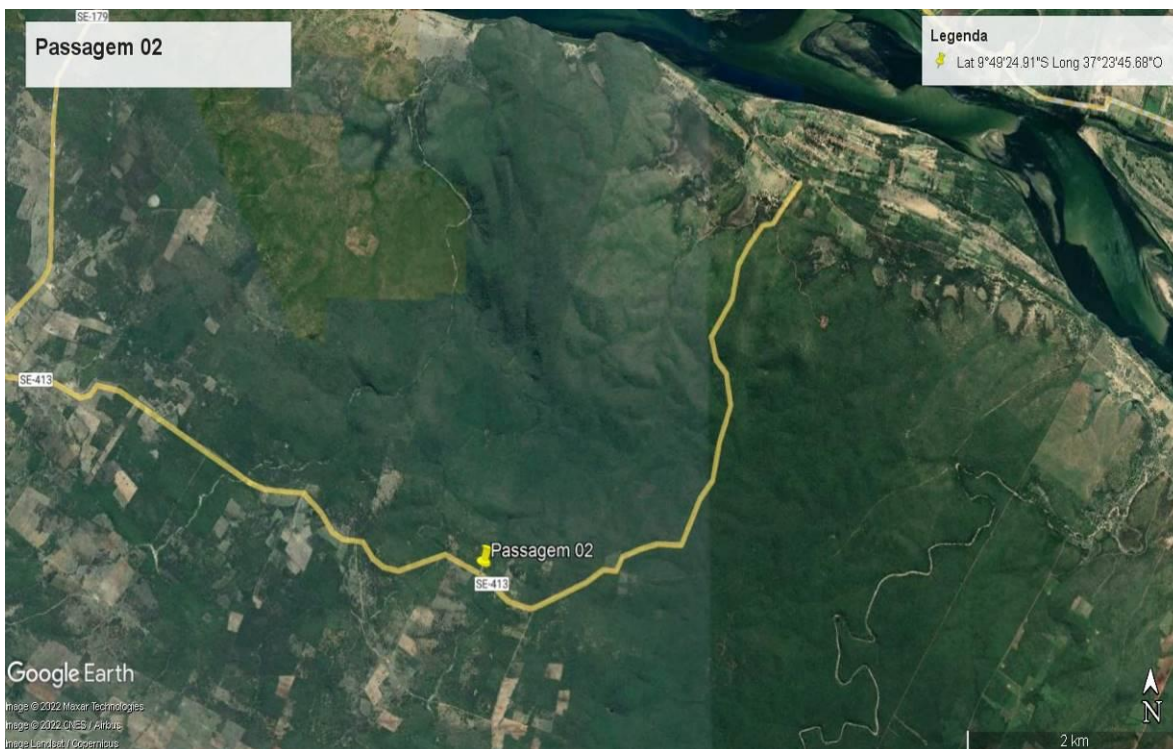 SE-179
Passagem 02
Legenda
Lat 9°49'24.91"S Long 37°23'45.68"O
SE-413
Passagem 02
SE-413
Google Earth
Image © 2022 Maxar Technologies
Image © 2022 CNES / Airbus
Image Landsat / Copernicus
N
2 km